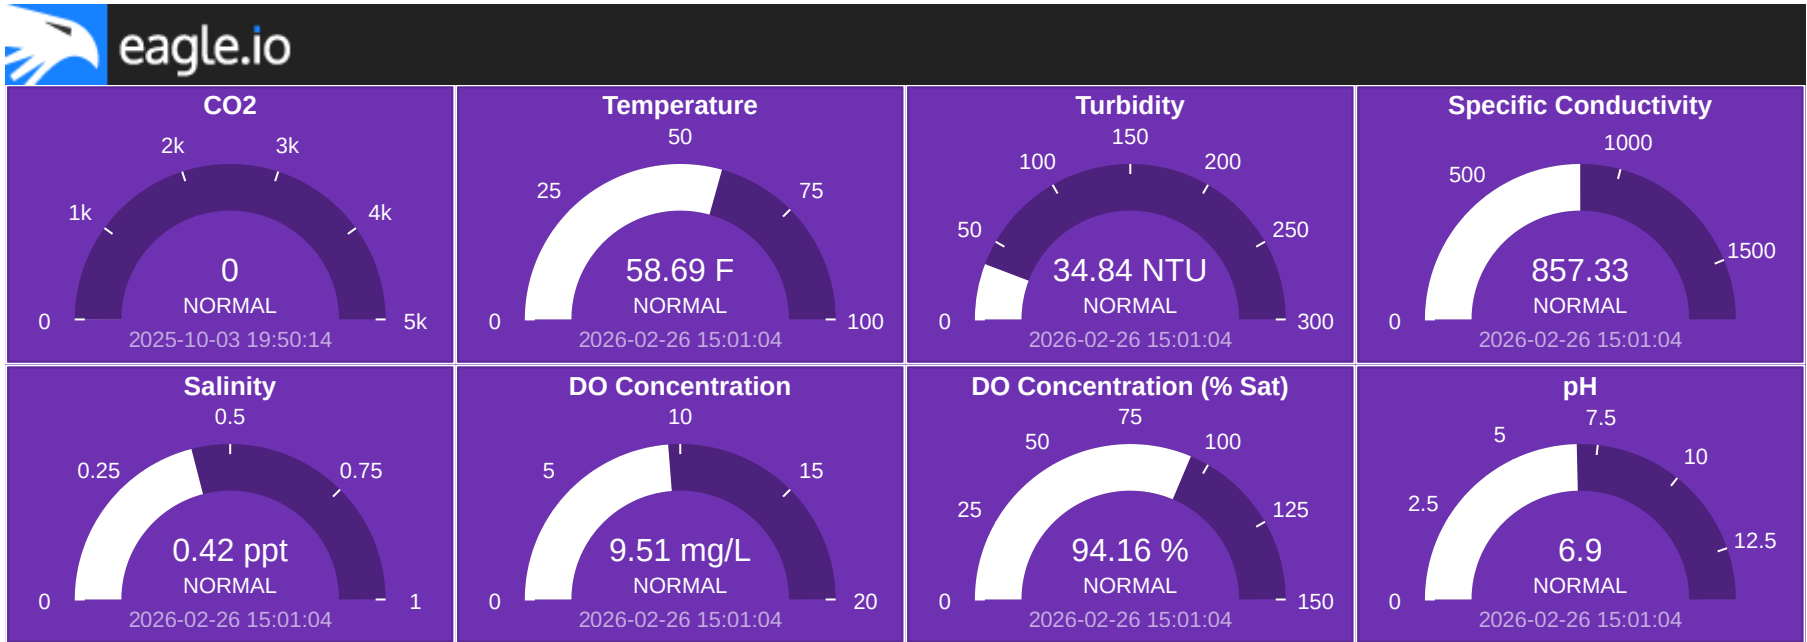 eagle.io
CO2
0
1k
2k
3k
4k
5k
0
NORMAL
2025-10-03 19:50:14
Temperature
0
25
50
75
100
58.69 F
NORMAL
2026-02-26 15:01:04
Turbidity
0
50
100
150
200
250
300
34.84 NTU
NORMAL
2026-02-26 15:01:04
Specific Conductivity
0
500
1000
1500
857.33
NORMAL
2026-02-26 15:01:04
Salinity
0
0.25
0.5
0.75
1
0.42 ppt
NORMAL
2026-02-26 15:01:04
DO Concentration
0
5
10
15
20
9.51 mg/L
NORMAL
2026-02-26 15:01:04
DO Concentration (% Sat)
0
25
50
75
100
125
150
94.16 %
NORMAL
2026-02-26 15:01:04
pH
0
2.5
5
7.5
10
12.5
6.9
NORMAL
2026-02-26 15:01:04